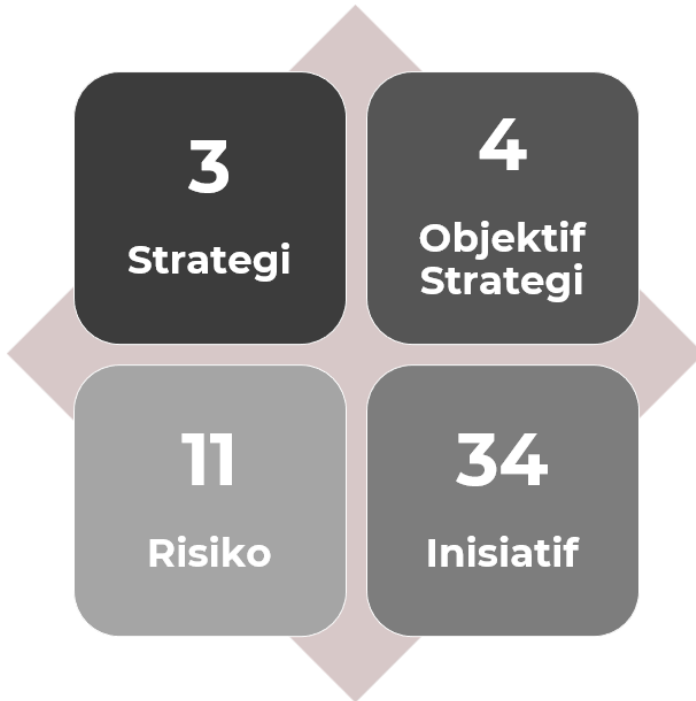 3
Strategi
4
Objektif
Strategi
11
Risiko
34
Inisiatif